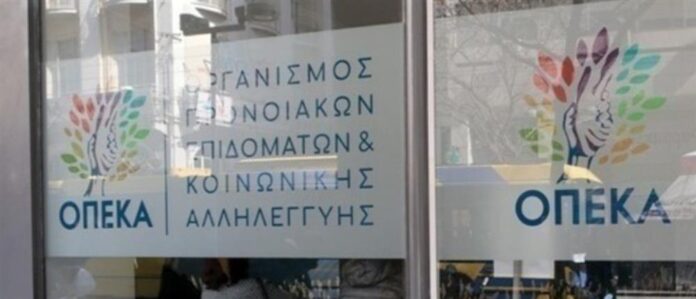 ΟΠΕΚΑ
ΟΡΓΑΝΙΣΜΟΣ
ΠΡΟΝΟΙΑΚΩΝ
ΕΠΙΔΟΜΑΤΩΝ &
ΚΟΙΝΩΝΙΚΗΣ
ΑΛΛΗΛΕΓΓΥΗΣ
ΟΠΕΚΑ